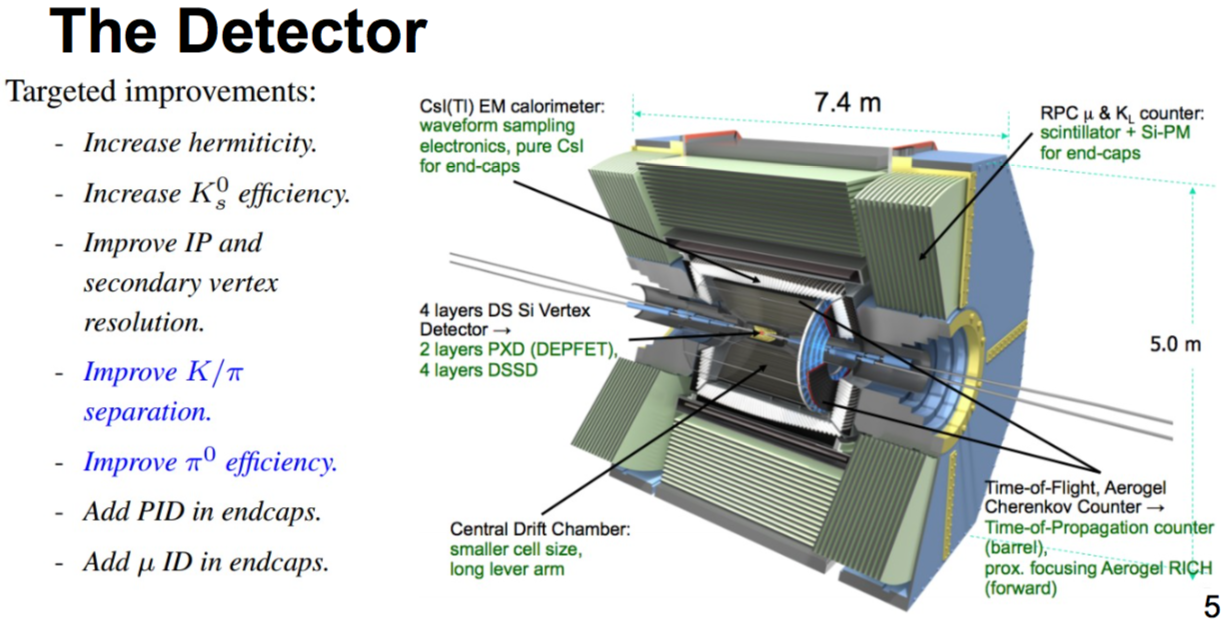 The Detector
Targeted improvements:
- Increase hermiticity.
- Increase K_s^0 efficiency.
- Improve IP and
secondary vertex
resolution.
- Improve K/π
separation.
- Improve π^0 efficiency.
- Add PID in endcaps.
- Add μ ID in endcaps.
CsI(Tl) EM calorimeter:
waveform sampling
electronics, pure CsI
for end-caps
7.4 m
RPC μ & K_L counter:
scintillator + Si-PM
for end-caps
4 layers DS Si Vertex
Detector →
2 layers PXD (DEPFET),
4 layers DSSD
5.0 m
Central Drift Chamber:
smaller cell size,
long lever arm
Time-of-Flight, Aerogel
Cherenkov Counter →
Time-of-Propagation counter
(barrel),
prox. focusing Aerogel RICH
(forward)
5